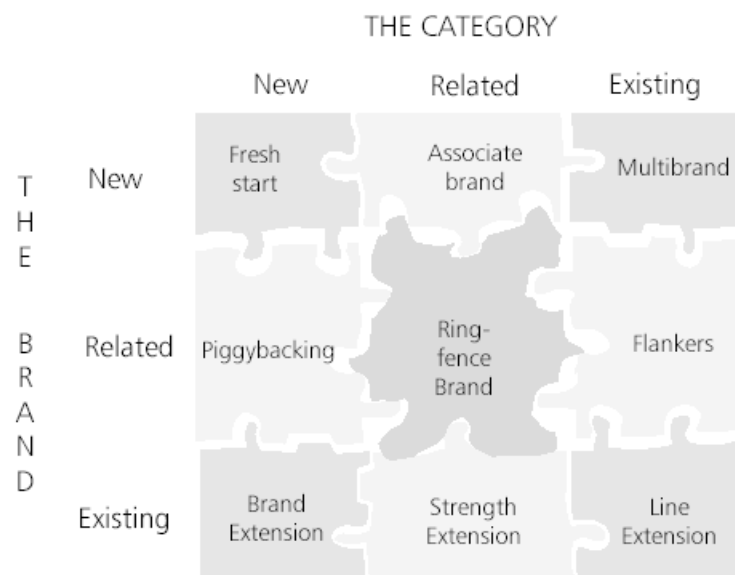 THE CATEGORY
New Related Existing
THE BRAND
New
Fresh
start
Associate
brand
Multibrand
Related
Piggybacking
Ring-
fence
Brand
Flankers
Existing
Brand
Extension
Strength
Extension
Line
Extension